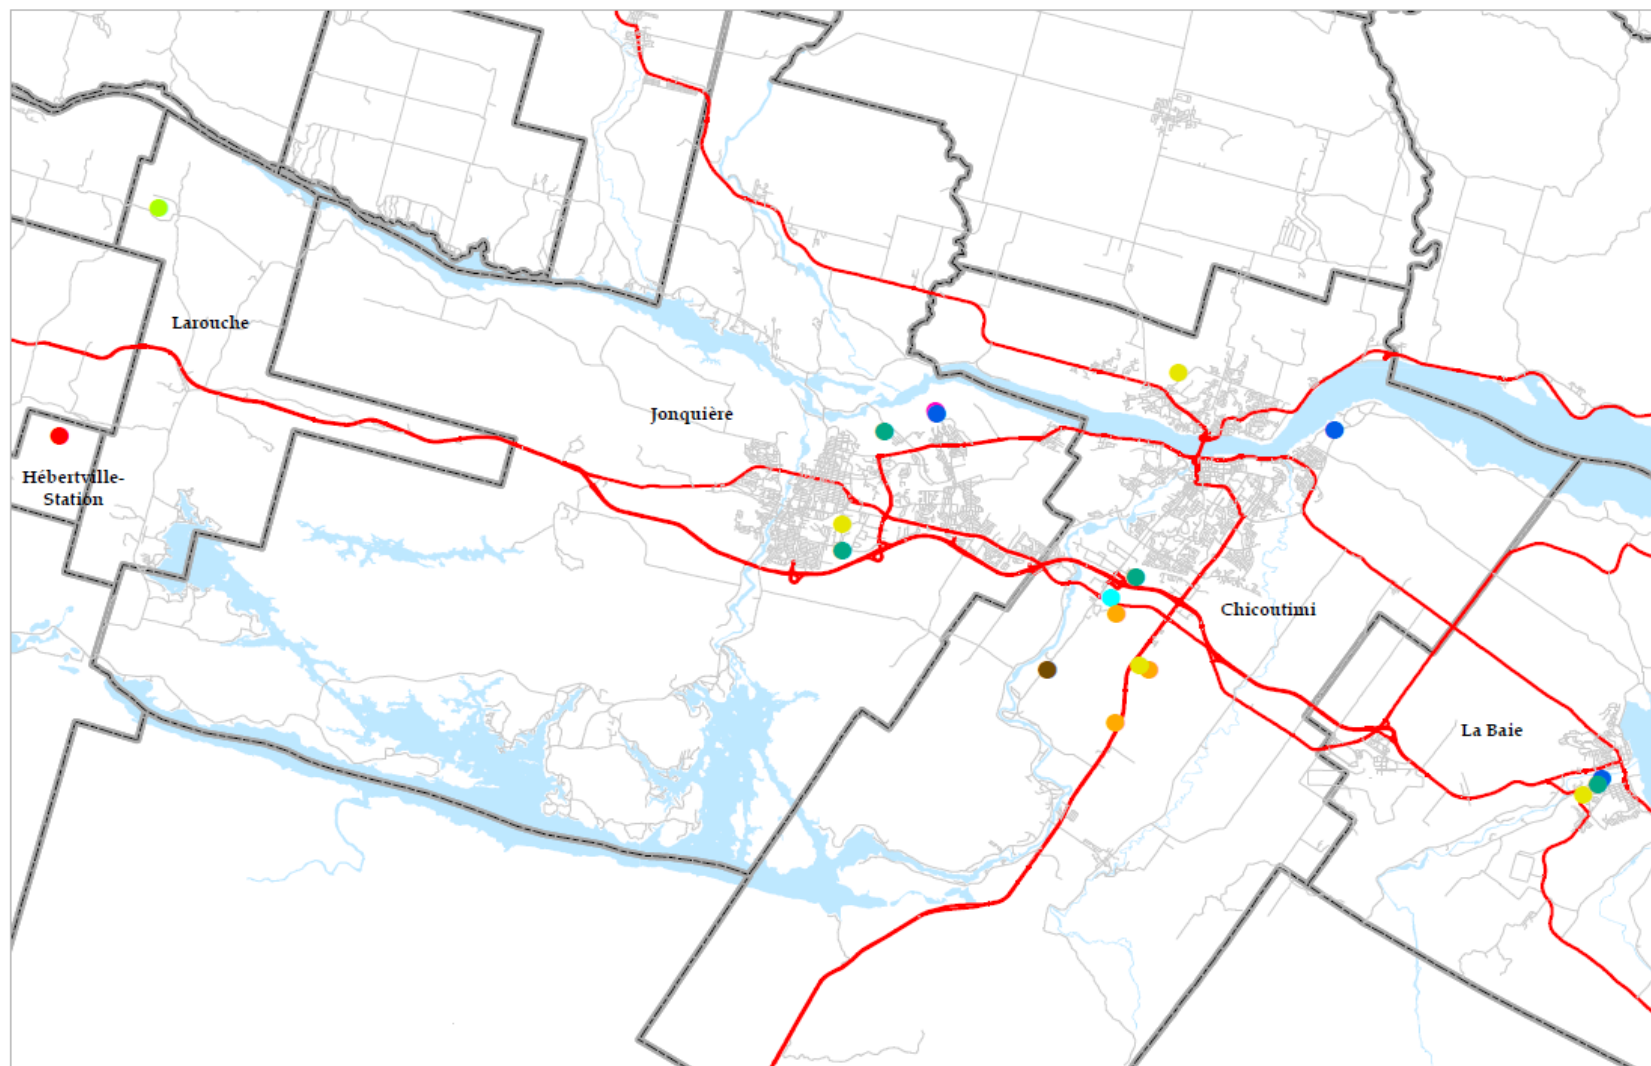 Larouche
Jonquière
Hébertville-
Station
Chicoutimi
La Baie